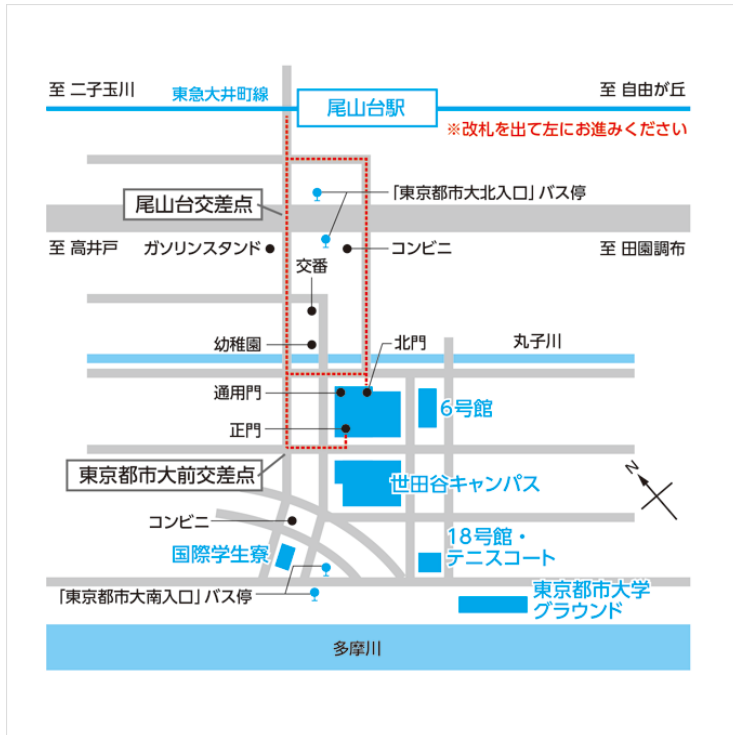 至 二子玉川
東急大井町線
尾山台駅
至 自由が丘
※改札を出て左にお進みください
「東京都市大北入口」バス停
尾山台交差点
至 高井戸
ガソリンスタンド
コンビニ
至 田園調布
交番
幼稚園
北門
丸子川
通用門
6号館
正門
東京都市大前交差点
世田谷キャンパス
N
コンビニ
18号館・
テニスコート
国際学生寮
「東京都市大南入口」バス停
東京都市大学
グラウンド
多摩川